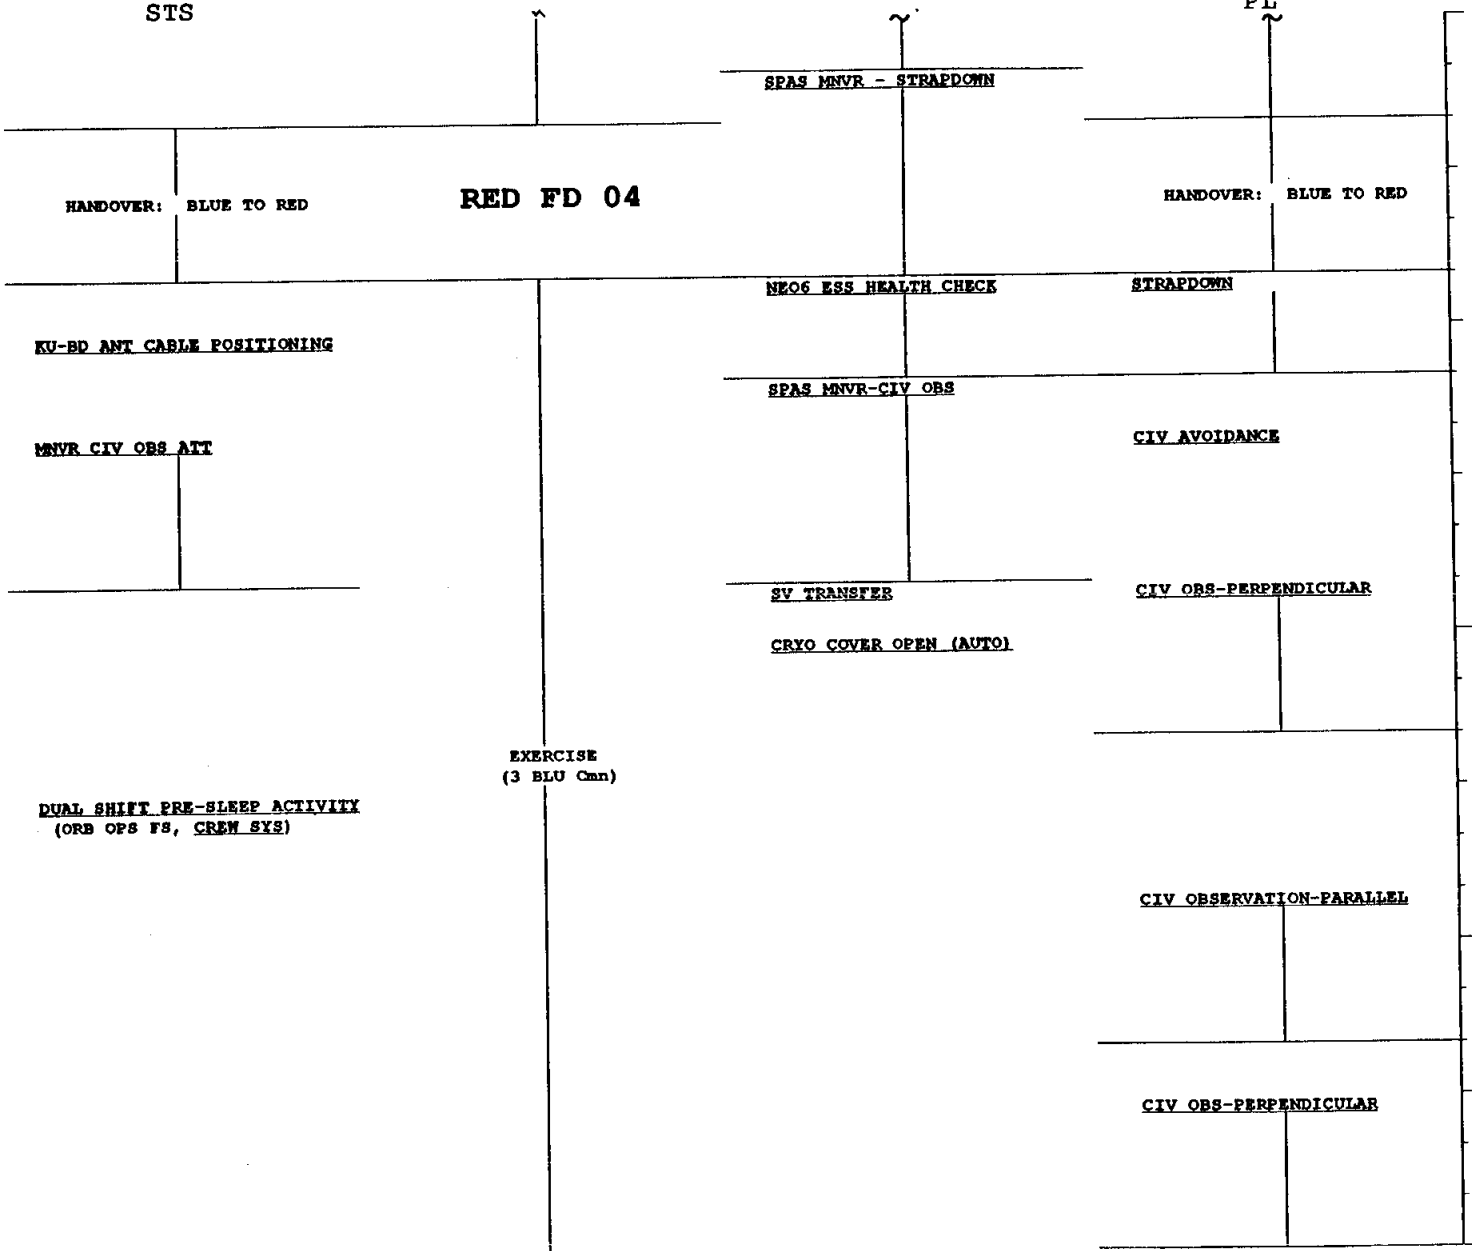 STS
PL
SPAS MNVR - STRAPDOWN
HANDOVER: BLUE TO RED
RED FD 04
HANDOVER: BLUE TO RED
NEO6 ESS HEALTH CHECK
STRAPDOWN
KU-BD ANT CABLE POSITIONING
SPAS MNVR-CIV OBS
MNVR CIV OBS ATT
CIV AVOIDANCE
SV TRANSFER
CIV OBS-PERPENDICULAR
CRYO COVER OPEN (AUTO)
EXERCISE
(3 BLU Cmn)
DUAL SHIFT PRE-SLEEP ACTIVITY
(ORB OPS FS, CREW SYS)
CIV OBSERVATION-PARALLEL
CIV OBS-PERPENDICULAR